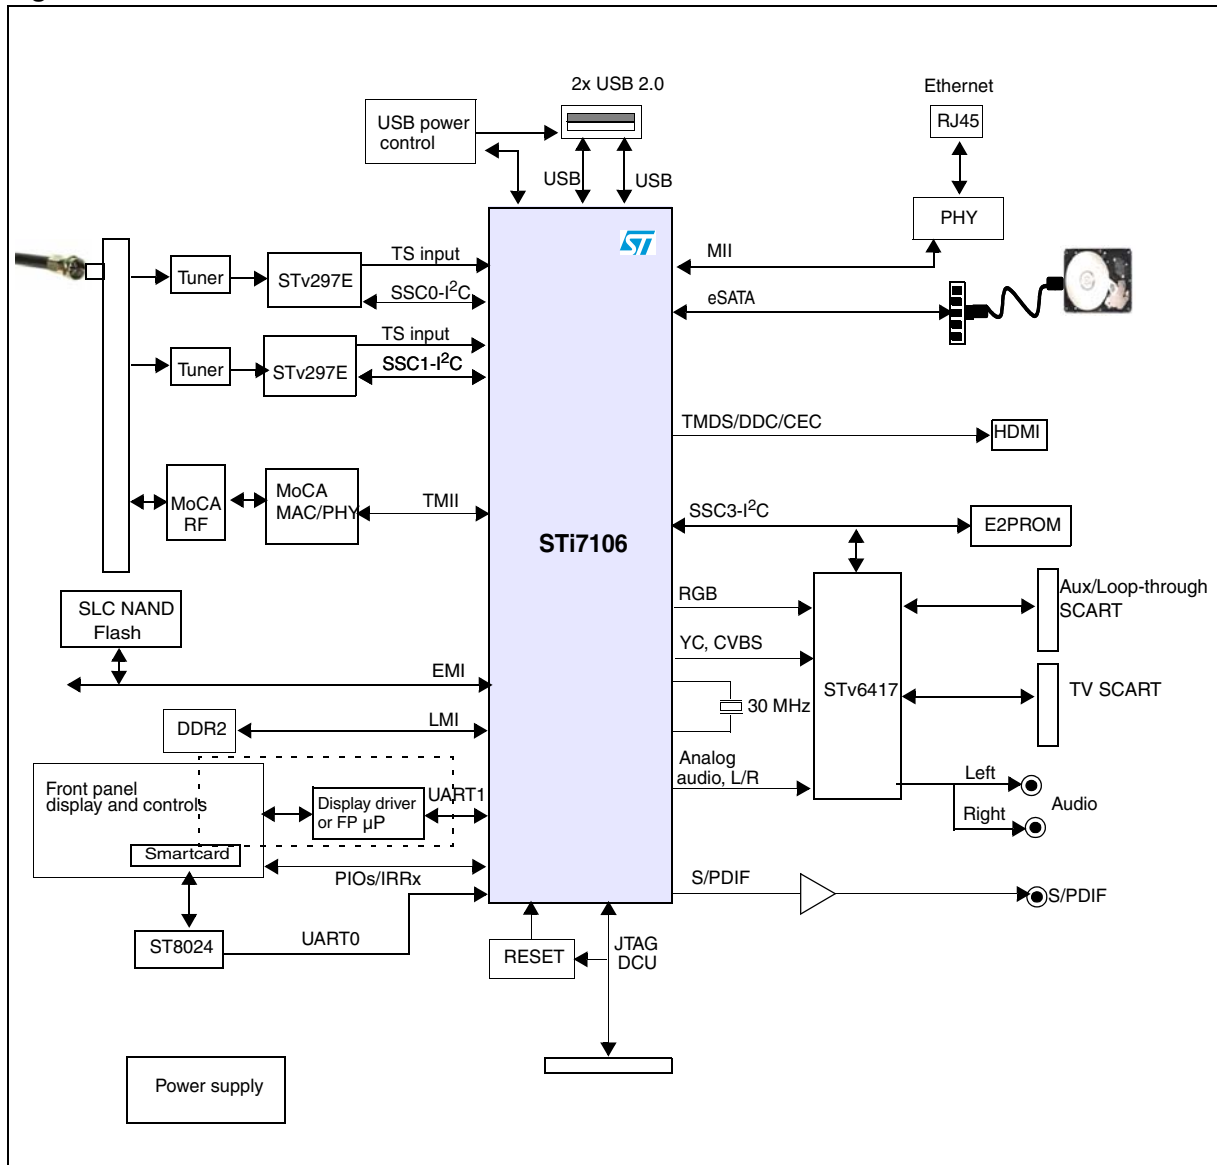 2x USB 2.0
Ethernet
USB power
control
RJ45
USB
USB
PHY
ST
TS input
MII
Tuner
STv297E
SSC0-I²C
eSATA
TS input
Tuner
STv297E
SSC1-I²C
TMDS/DDC/CEC
HDMI
MoCA
RF
MoCA
MAC/PHY
TMII
SSC3-I²C
E2PROM
STi7106
SLC NAND
Flash
RGB
Aux/Loop-through
SCART
YC, CVBS
EMI
STv6417
TV SCART
30 MHz
DDR2
LMI
Analog
audio, L/R
Front panel
display and controls
Display driver
or FP µP
UART1
Left
Right
Audio
Smartcard
PIOs/IRRx
S/PDIF
S/PDIF
ST8024
UART0
RESET
JTAG
DCU
Power supply